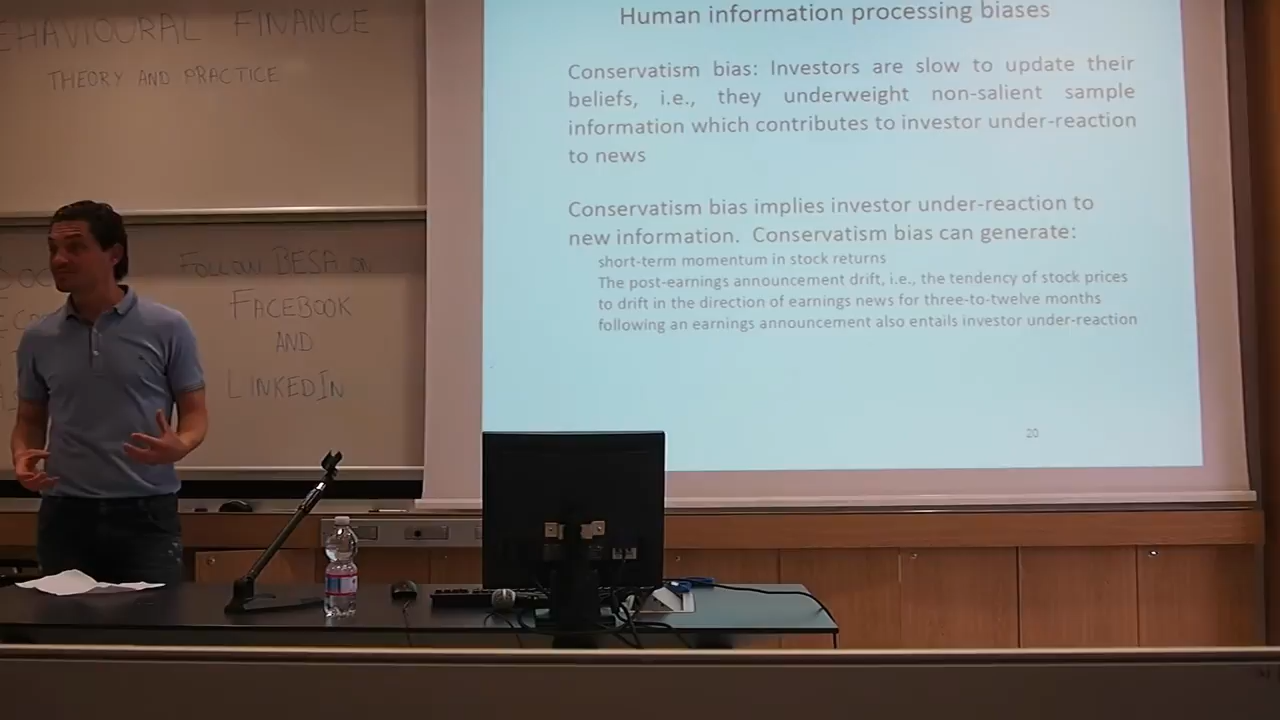 BEHAVIOURAL FINANCE
THEORY AND PRACTICE
FOLLOW BESA ON
FACEBOOK
AND
LINKEDIN
Human information processing biases
Conservatism bias: Investors are slow to update their
beliefs, i.e., they underweight non-salient sample
information which contributes to investor under-reaction
to news
Conservatism bias implies investor under-reaction to
new information. Conservatism bias can generate:
short-term momentum in stock returns
The post-earnings announcement drift, i.e., the tendency of stock prices
to drift in the direction of earnings news for three-to-twelve months
following an earnings announcement also entails investor under-reaction
20